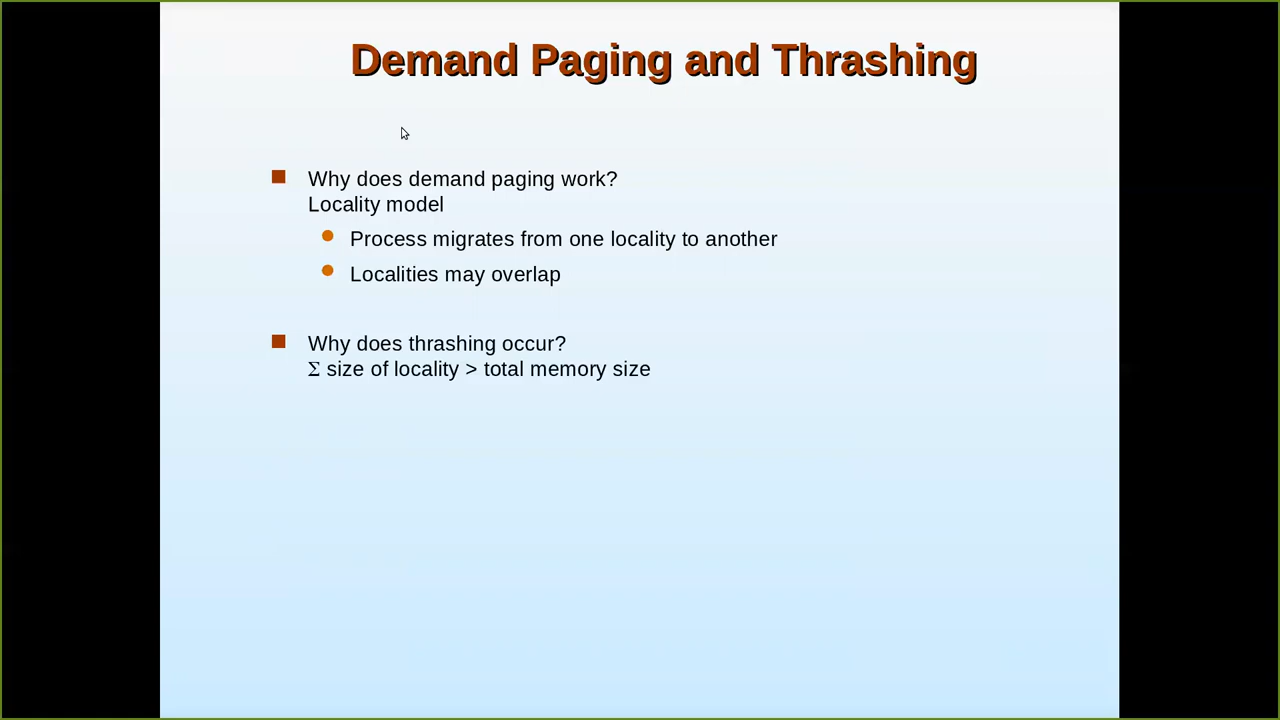 Demand Paging and Thrashing
Why does demand paging work?
Locality model
Process migrates from one locality to another
Localities may overlap
Why does thrashing occur?
Σ size of locality > total memory size